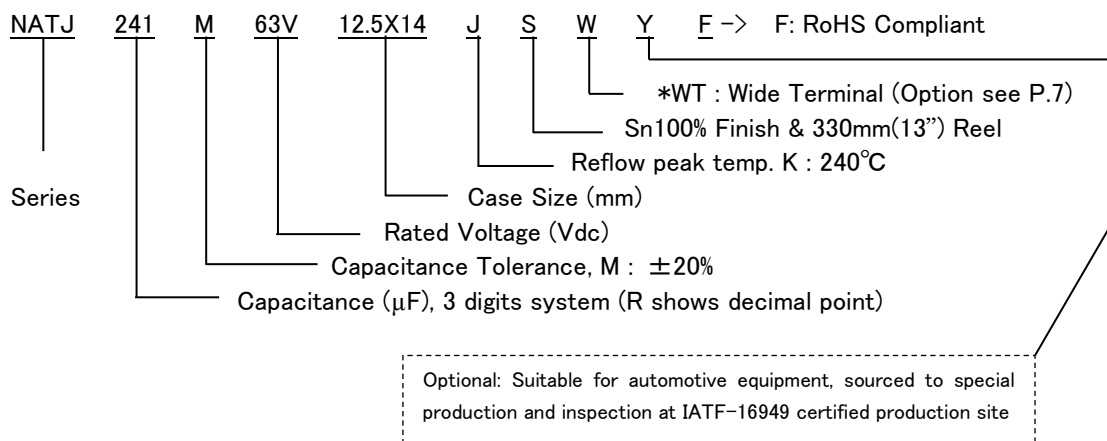 NATJ 241 M 63V 12.5X14 J S W Y F -> F: RoHS Compliant
*WT : Wide Terminal (Option see P.7)
Sn100% Finish & 330mm(13”) Reel
Reflow peak temp. K : 240℃
Case Size (mm)
Series
Rated Voltage (Vdc)
Capacitance Tolerance, M : ±20%
Capacitance (μF), 3 digits system (R shows decimal point)
Optional: Suitable for automotive equipment, sourced to special
production and inspection at IATF-16949 certified production site